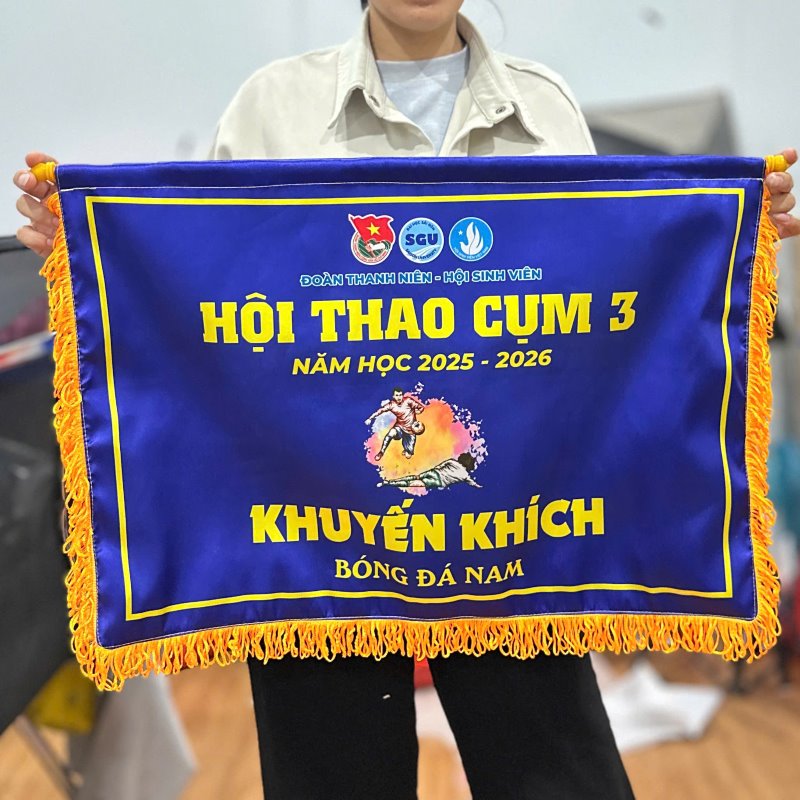 SGU
ĐOÀN THANH NIÊN - HỘI SINH VIÊN
HỘI THAO CỤM 3
NĂM HỌC 2025 - 2026
KHUYẾN KHÍCH
BÓNG ĐÁ NAM